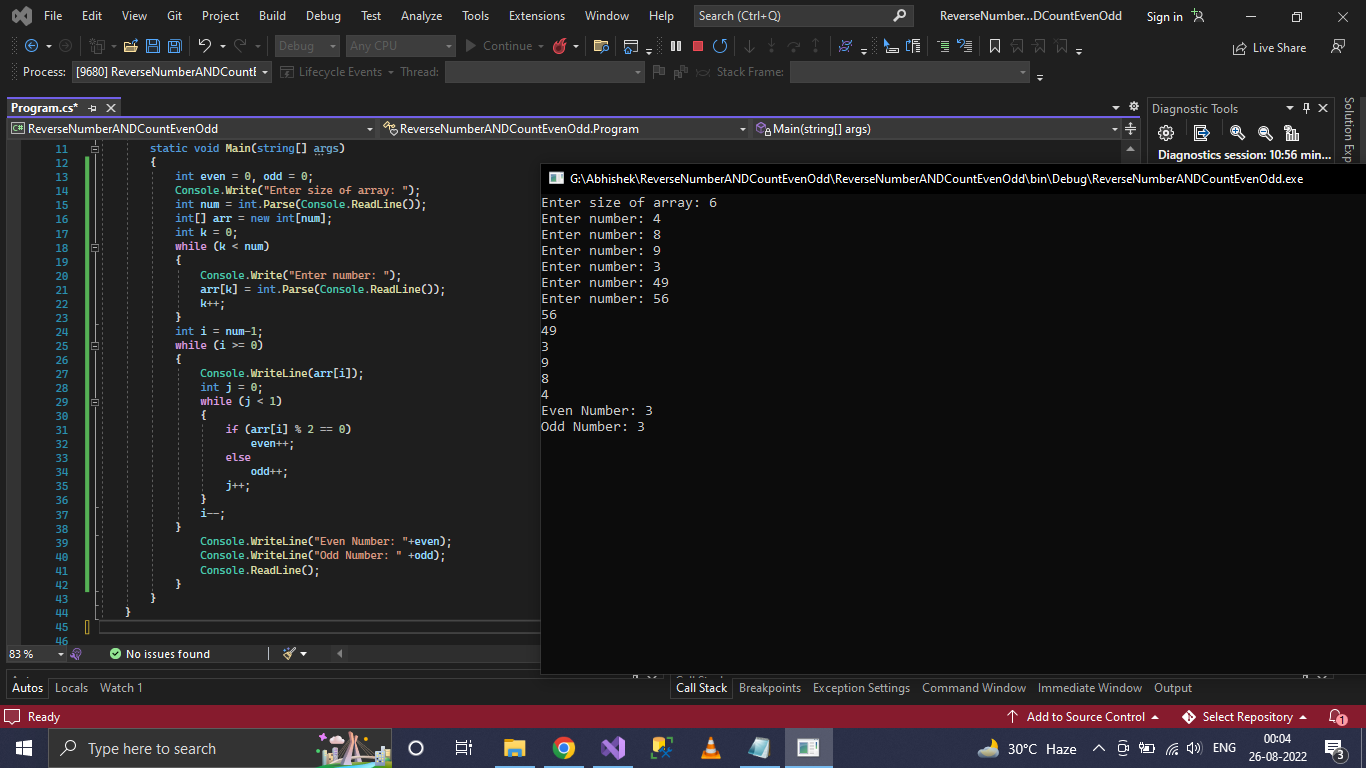 File Edit View Git Project Build Debug Test Analyze Tools Extensions Window Help Search (Ctrl+Q) ReverseNumber...DCountEvenOdd Sign in
Debug Any CPU Continue Live Share
Process: [9680] ReverseNumberANDCountE Lifecycle Events Thread: Stack Frame:
Program.cs*
Diagnostic Tools
Solution Exp
C# ReverseNumberANDCountEvenOdd ReverseNumberANDCountEvenOdd.Program Main(string[] args)
Diagnostics session: 10:56 min...
11 static void Main(string[] args)
12 {
13 int even = 0, odd = 0;
14 Console.Write("Enter size of array: ");
15 int num = int.Parse(Console.ReadLine());
16 int[] arr = new int[num];
17 int k = 0;
18 while (k < num)
19 {
20 Console.Write("Enter number: ");
21 arr[k] = int.Parse(Console.ReadLine());
22 k++;
23 }
24 int i = num-1;
25 while (i >= 0)
26 {
27 Console.WriteLine(arr[i]);
28 int j = 0;
29 while (j < 1)
30 {
31 if (arr[i] % 2 == 0)
32 even++;
33 else
34 odd++;
35 j++;
36 }
37 i--;
38 }
39 Console.WriteLine("Even Number: "+even);
40 Console.WriteLine("Odd Number: " +odd);
41 Console.ReadLine();
42 }
43 }
44 }
45
46
G:\Abhishek\ReverseNumberANDCountEvenOdd\ReverseNumberANDCountEvenOdd\bin\Debug\ReverseNumberANDCountEvenOdd.exe
Enter size of array: 6
Enter number: 4
Enter number: 8
Enter number: 9
Enter number: 3
Enter number: 49
Enter number: 56
56
49
3
9
8
4
Even Number: 3
Odd Number: 3
83 % No issues found
Autos Locals Watch 1
Call Stack Breakpoints Exception Settings Command Window Immediate Window Output
Ready Add to Source Control Select Repository 1
Type here to search
30°C Haze ENG 00:04
26-08-2022 3